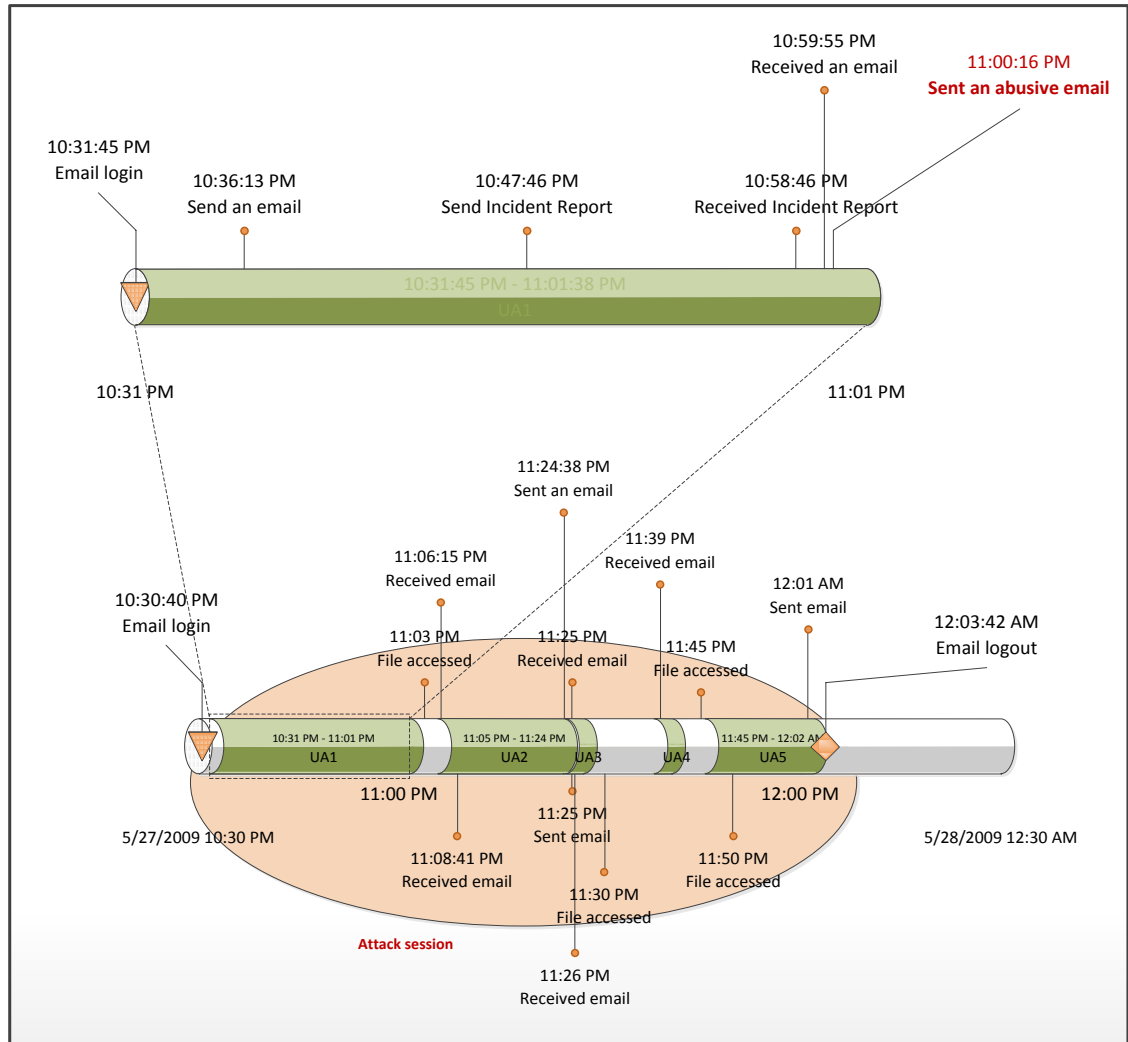 10:59:55 PM
Received an email
11:00:16 PM
Sent an abusive email
10:31:45 PM
Email login
10:36:13 PM
Send an email
10:47:46 PM
Send Incident Report
10:58:46 PM
Received Incident Report
10:31:45 PM - 11:01:38 PM
UA1
10:31 PM
11:01 PM
11:24:38 PM
Sent an email
11:06:15 PM
Received email
11:39 PM
Received email
10:30:40 PM
Email login
12:01 AM
Sent email
12:03:42 AM
Email logout
11:03 PM
File accessed
11:25 PM
Received email
11:45 PM
File accessed
10:31 PM - 11:01 PM
UA1
11:05 PM - 11:24 PM
UA2
UA3
UA4
11:45 PM - 12:02 AM
UA5
11:00 PM
12:00 PM
5/27/2009 10:30 PM
5/28/2009 12:30 AM
11:25 PM
Sent email
11:08:41 PM
Received email
11:50 PM
File accessed
11:30 PM
File accessed
Attack session
11:26 PM
Received email